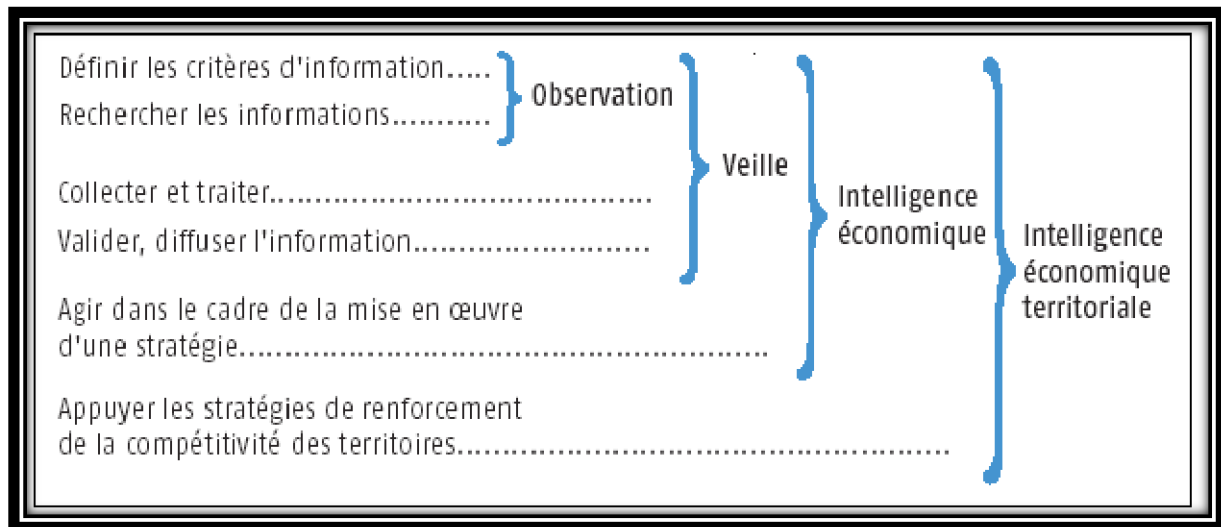 Définir les critères d'information.....
Rechercher les informations...........
Observation
Collecter et traiter..........................................
Valider, diffuser l'information..........................
Veille
Agir dans le cadre de la mise en œuvre
d'une stratégie..........................................................
Intelligence
économique
Appuyer les stratégies de renforcement
de la compétitivité des territoires......................................................
Intelligence
économique
territoriale